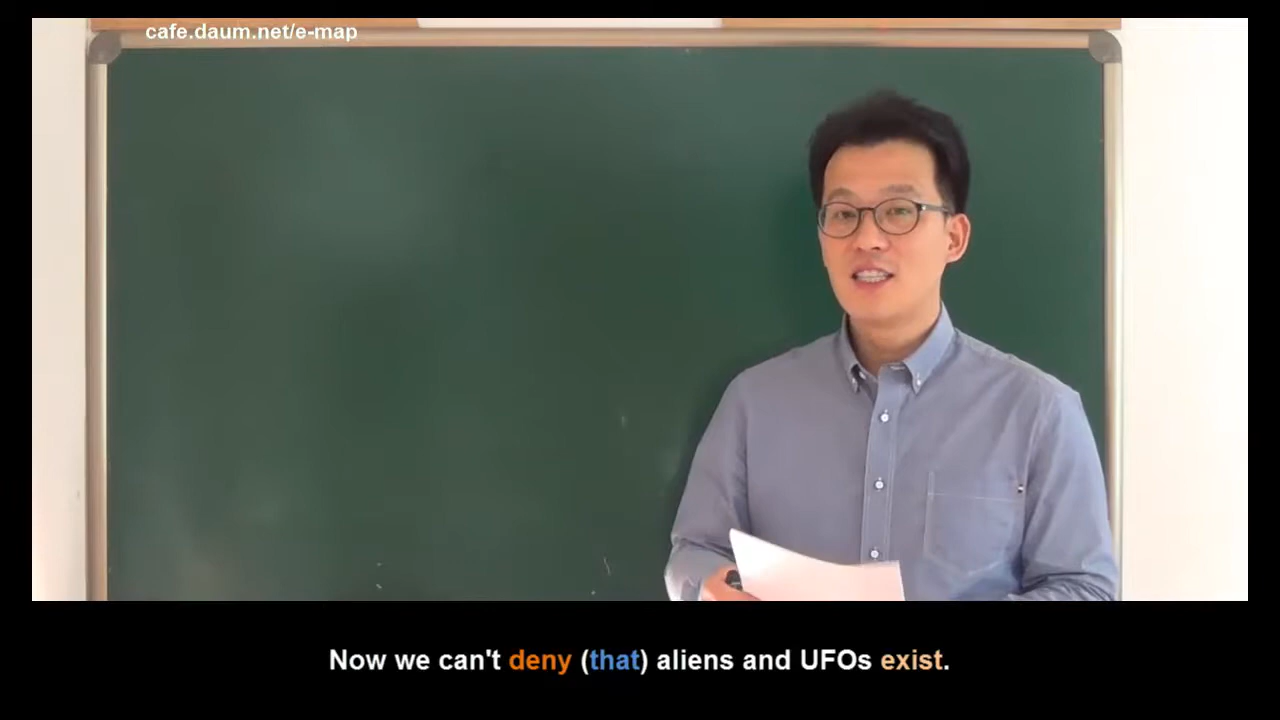 cafe.daum.net/e-map
Now we can't deny (that) aliens and UFOs exist.